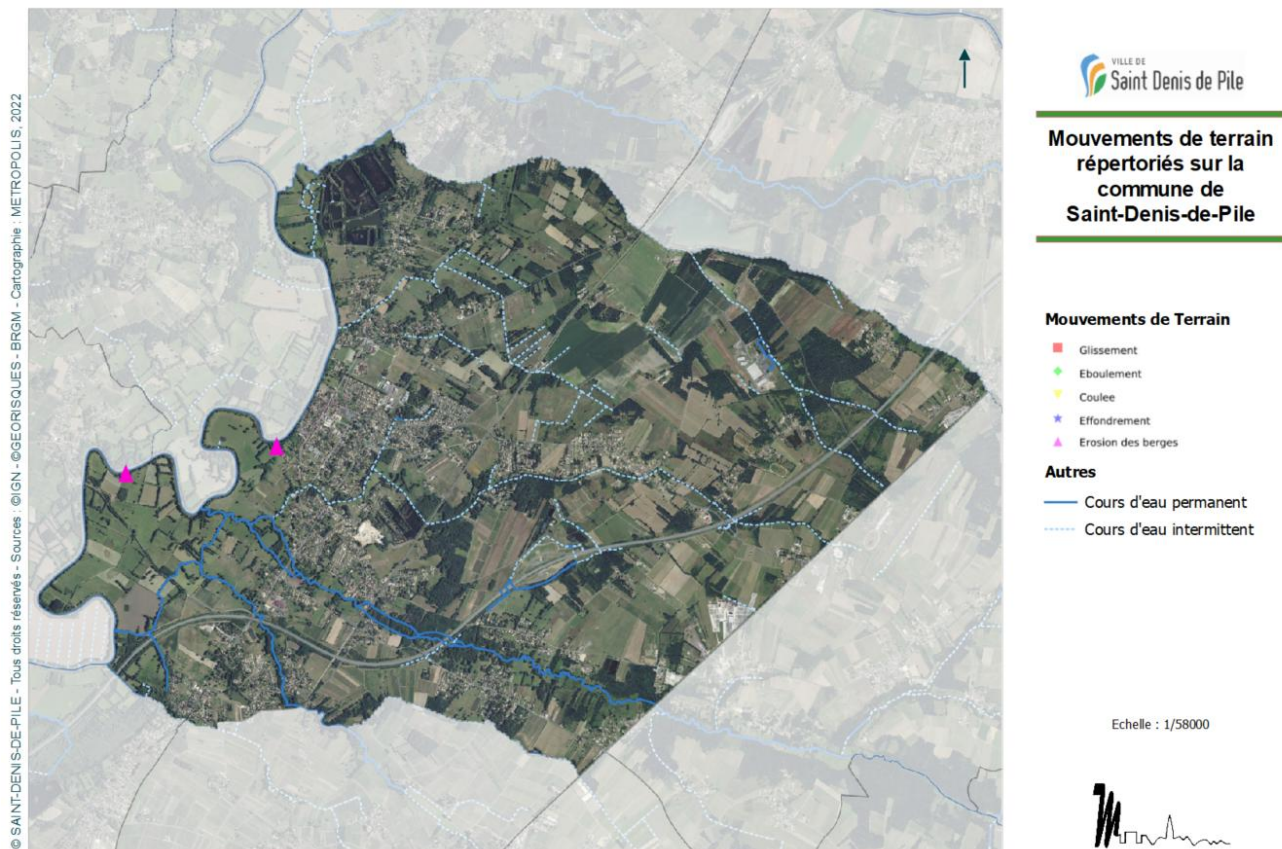 © SAINT-DENIS-DE-PILE - Tous droits réservés - Sources : ©IGN - ©GEORISQUES - BRGM - Cartographie : METROPOLIS, 2022
VILLE DE
Saint Denis de Pile
Mouvements de terrain
répertoriés sur la
commune de
Saint-Denis-de-Pile
Mouvements de Terrain
Glissement
Eboulement
Coulee
Effondrement
Erosion des berges
Autres
Cours d'eau permanent
Cours d'eau intermittent
Echelle : 1/58000